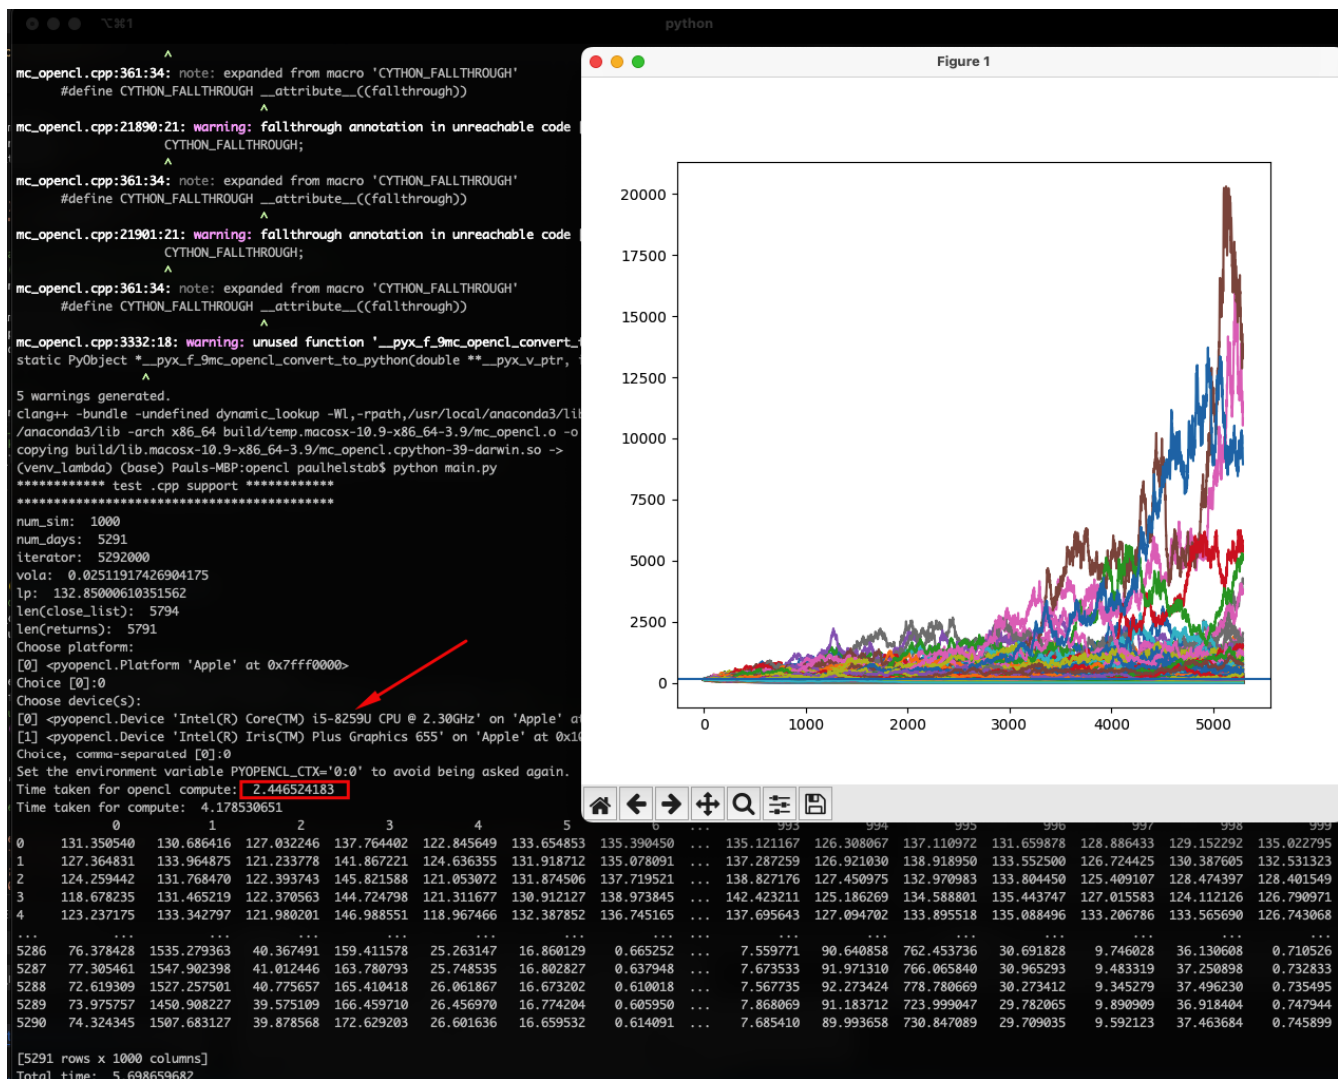 ⌥⌘1
python
^
mc_opencl.cpp:361:34: note: expanded from macro 'CYTHON_FALLTHROUGH'
#define CYTHON_FALLTHROUGH __attribute__((fallthrough))
^
mc_opencl.cpp:21890:21: warning: fallthrough annotation in unreachable code [
CYTHON_FALLTHROUGH;
^
mc_opencl.cpp:361:34: note: expanded from macro 'CYTHON_FALLTHROUGH'
#define CYTHON_FALLTHROUGH __attribute__((fallthrough))
^
mc_opencl.cpp:21901:21: warning: fallthrough annotation in unreachable code [
CYTHON_FALLTHROUGH;
^
mc_opencl.cpp:361:34: note: expanded from macro 'CYTHON_FALLTHROUGH'
#define CYTHON_FALLTHROUGH __attribute__((fallthrough))
^
mc_opencl.cpp:3332:18: warning: unused function '__pyx_f_9mc_opencl_convert_
static PyObject *__pyx_f_9mc_opencl_convert_to_python(double **__pyx_v_ptr,
^
5 warnings generated.
clang++ -bundle -undefined dynamic_lookup -Wl,-rpath,/usr/local/anaconda3/lib
/anaconda3/lib -arch x86_64 build/temp.macosx-10.9-x86_64-3.9/mc_opencl.o -o
copying build/lib.macosx-10.9-x86_64-3.9/mc_opencl.cpython-39-darwin.so ->
(venv_lambda) (base) Pauls-MBP:opencl paulhelstab$ python main.py
************ test .cpp support ************
*******************************************
num_sim:  1000
num_days:  5291
iterator:  5292000
vola:  0.02511917426904175
lp:  132.85000610351562
len(close_list):  5794
len(returns):  5791
Choose platform:
[0] <pyopencl.Platform 'Apple' at 0x7fff0000>
Choice [0]:0
Choose device(s):
[0] <pyopencl.Device 'Intel(R) Core(TM) i5-8259U CPU @ 2.30GHz' on 'Apple' a
[1] <pyopencl.Device 'Intel(R) Iris(TM) Plus Graphics 655' on 'Apple' at 0x10
Choice, comma-separated [0]:0
Set the environment variable PYOPENCL_CTX='0:0' to avoid being asked again.
Time taken for opencl compute:  2.446524183
Time taken for compute:  4.178530651
Figure 1
20000
17500
15000
12500
10000
7500
5000
2500
0
0 1000 2000 3000 4000 5000
0 1 2 3 4 5 6 ... 993 994 995 996 997 998 999
0 131.350540 130.686416 127.032246 137.764402 122.845649 133.654853 135.390450 ... 135.121167 126.308067 137.110972 131.659878 128.886433 129.152292 135.022795
1 127.364831 133.964875 121.233778 141.867221 124.636355 131.918712 135.078091 ... 137.287259 126.921030 138.918950 133.552500 126.724425 130.387605 132.531323
2 124.259442 131.768470 122.393743 145.821588 121.053072 131.874506 137.719521 ... 138.827176 127.450975 132.970983 133.804450 125.409107 128.474397 128.401549
3 118.678235 131.465219 122.370563 144.724798 121.311677 130.912127 138.973845 ... 142.423211 125.186269 134.588801 135.443747 127.015583 124.112126 126.790971
4 123.237175 133.342797 121.980201 146.988551 118.967466 132.387852 136.745165 ... 137.695643 127.094702 133.895518 135.088496 133.206786 133.565690 126.743068
... ... ... ... ... ... ... ... ... ... ... ... ... ... ... ...
5286 76.378428 1535.279363 40.367491 159.411578 25.263147 16.860129 0.665252 ... 7.559771 90.640858 762.453736 30.691828 9.746028 36.130608 0.710526
5287 77.305461 1547.902398 41.012446 163.780793 25.748535 16.802827 0.637948 ... 7.673533 91.971310 766.065840 30.965293 9.483319 37.250898 0.732833
5288 72.619309 1527.257501 40.775657 165.410418 26.061867 16.673202 0.610018 ... 7.567735 92.273424 778.780669 30.273412 9.345279 37.496230 0.735495
5289 73.975757 1450.908227 39.575109 166.459710 26.456970 16.774204 0.605950 ... 7.868069 91.183712 723.999047 29.782065 9.890909 36.918404 0.747944
5290 74.324345 1507.683127 39.878568 172.629203 26.601636 16.659532 0.614091 ... 7.685410 89.993658 730.847089 29.709035 9.592123 37.463684 0.745899
[5291 rows x 1000 columns]
Total time:  5.698659682